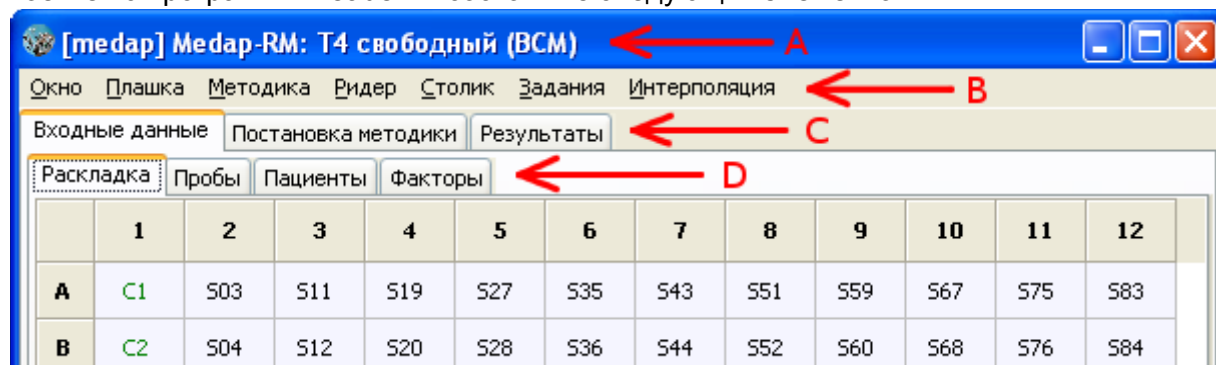 [medap] Medap-RM: T4 свободный (BCM) A
Окно Плашка Методика Ридер Столик Задания Интерполяция B
Входные данные Постановка методики Результаты C
Раскладка Пробы Пациенты Факторы D
1 2 3 4 5 6 7 8 9 10 11 12
A C1 S03 S11 S19 S27 S35 S43 S51 S59 S67 S75 S83
B C2 S04 S12 S20 S28 S36 S44 S52 S60 S68 S76 S84